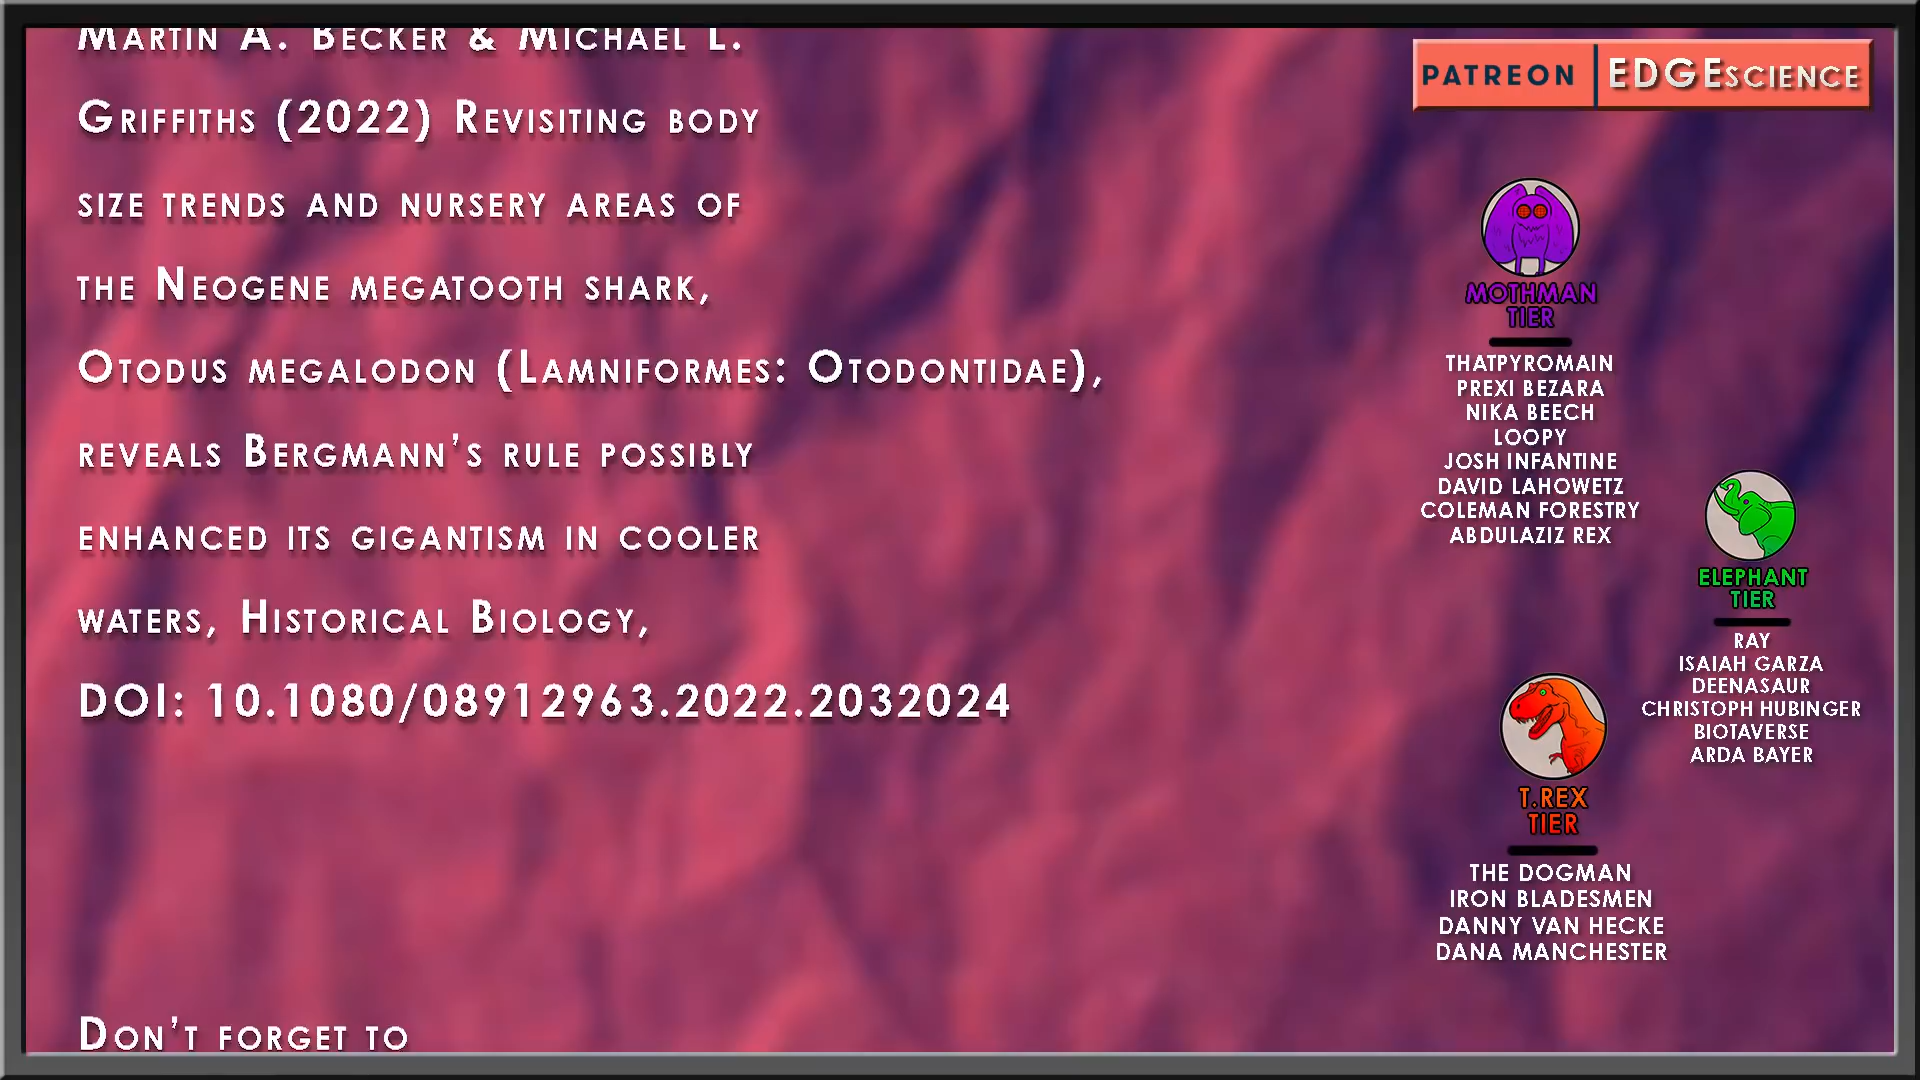 Martin A. Becker & Michael L.
Griffiths (2022) Revisiting body
size trends and nursery areas of
the Neogene megatooth shark,
Otodus megalodon (Lamniformes: Otodontidae),
reveals Bergmann's rule possibly
enhanced its gigantism in cooler
waters, Historical Biology,
DOI: 10.1080/08912963.2022.2032024
Don't forget to
PATREON EDGEscience
MOTHMAN
TIER
THATPYROMAIN
PREXI BEZARA
NIKA BEECH
LOOPY
JOSH INFANTINE
DAVID LAHOWETZ
COLEMAN FORESTRY
ABDULAZIZ REX
ELEPHANT
TIER
RAY
ISAIAH GARZA
DEENASAUR
CHRISTOPH HUBINGER
BIOTAVERSE
ARDA BAYER
T.REX
TIER
THE DOGMAN
IRON BLADESMEN
DANNY VAN HECKE
DANA MANCHESTER